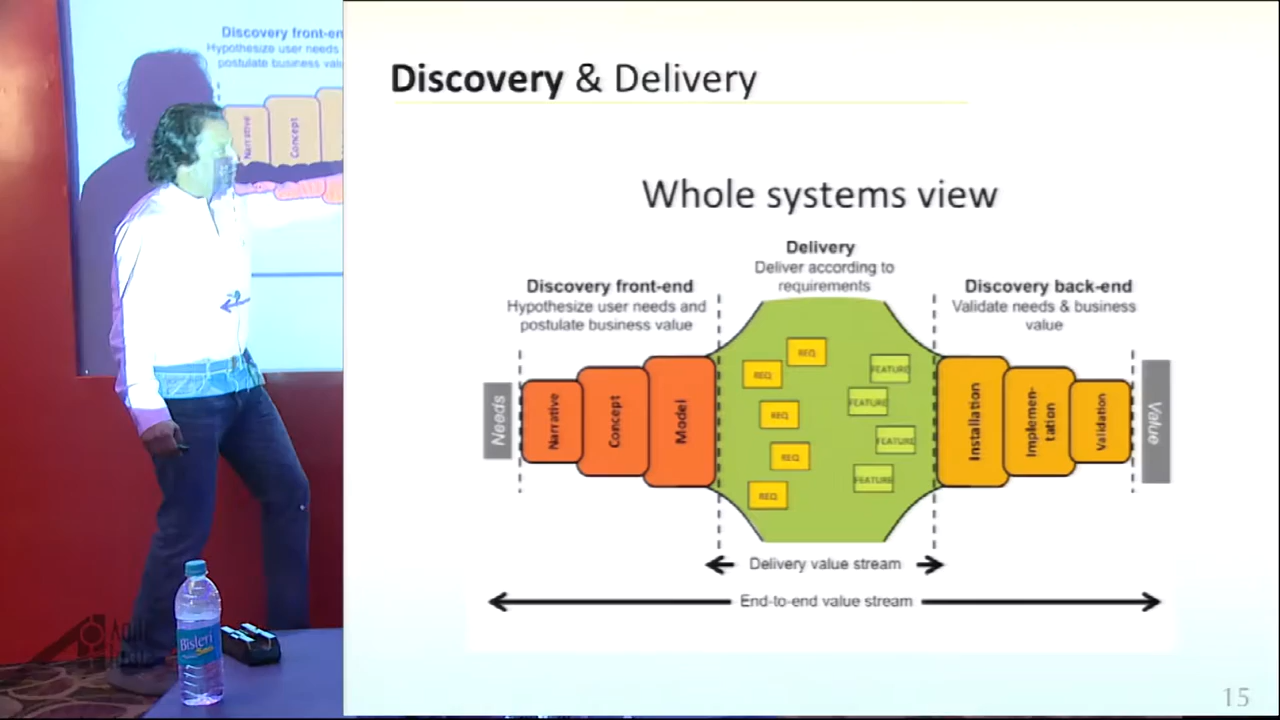 Discovery front-en
Hypothesize user needs
postulate business valu
Narrative
Concept
Bisleri
Discovery & Delivery
Whole systems view
Delivery
Deliver according to
requirements
Discovery front-end
Hypothesize user needs and
postulate business value
Discovery back-end
Validate needs & business
value
Needs
Narrative
Concept
Model
REQ
REQ
REQ
REQ
REQ
FEATURE
FEATURE
FEATURE
FEATURE
Installation
Implemen-
tation
Validation
Value
Delivery value stream
End-to-end value stream
15